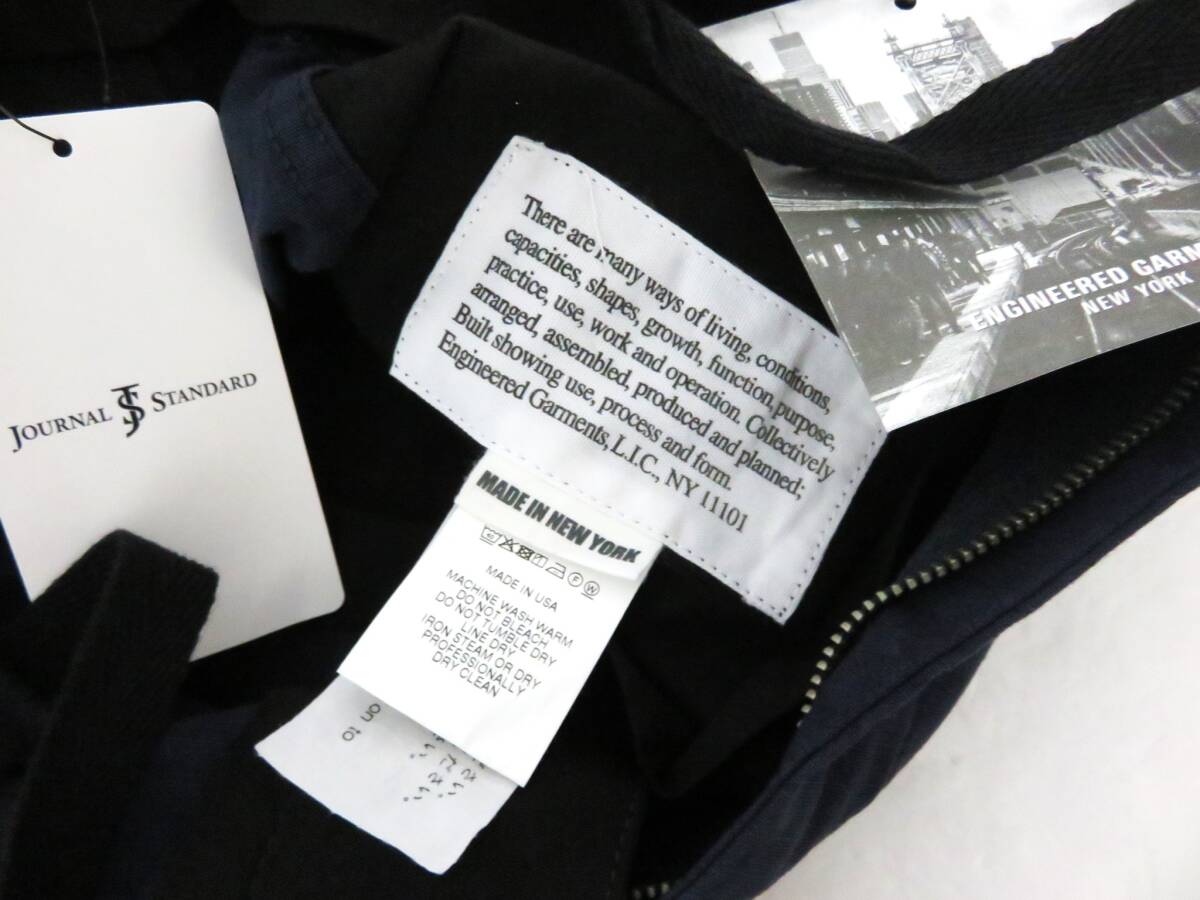 JOURNAL JS STANDARD
There are many ways of living, conditions,
capacities, shapes, growth, function, purpose,
practice, use, work and operation. Collectively
arranged, assembled, produced and planned;
Built showing use, process and form.
Engineered Garments, L.I.C., NY 11101
ENGINEERED GARM
NEW YORK
MADE IN NEW YORK
MADE IN USA
MACHINE WASH WARM
DO NOT BLEACH
DO NOT TUMBLE DRY
LINE DRY
IRON STEAM OR DRY
PROFESSIONALLY
DRY CLEAN